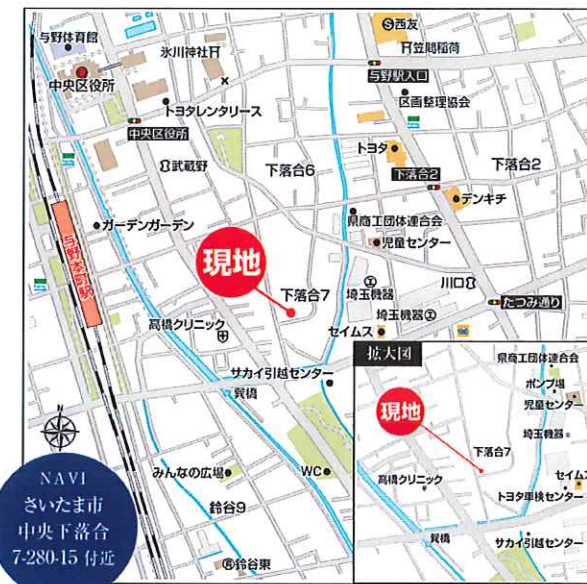 与野体育館
氷川神社
S西友
笠間稲荷
中央区役所
与野駅入口
トヨタレンタリース
区画整理協会
中央区役所
トヨタ
武蔵野
下落合6
下落合2
下落合2
デンキチ
ガーデンガーデン
県商工団体連合会
児童センター
現地
与野本町駅
下落合7
埼玉機器
川口
たつみ通り
高橋クリニック
埼玉機器
セイムス
サカイ引越センター
巽橋
みんなの広場
WC
鈴谷9
鈴谷東
N
NAVI
さいたま市
中央下落合
7-280-15 付近
拡大図
県商工団体連合会
ポンプ場
児童センター
現地
埼玉機器
下落合7
高橋クリニック
セイムス
トヨタ車検センター
巽橋
サカイ引越センター